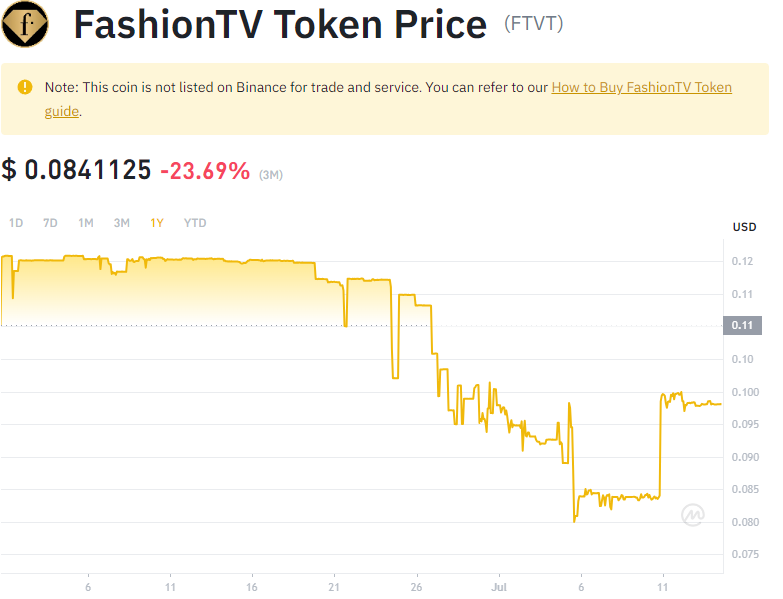 FashionTV Token Price (FTVT)
Note: This coin is not listed on Binance for trade and service. You can refer to our How to Buy FashionTV Token
guide.
$ 0.0841125 -23.69% (3M)
1D 7D 1M 3M 1Y YTD
USD
0.12
0.11
0.11
0.10
0.100
0.095
0.090
0.085
0.080
0.075
6 11 16 21 26 Jul 6 11